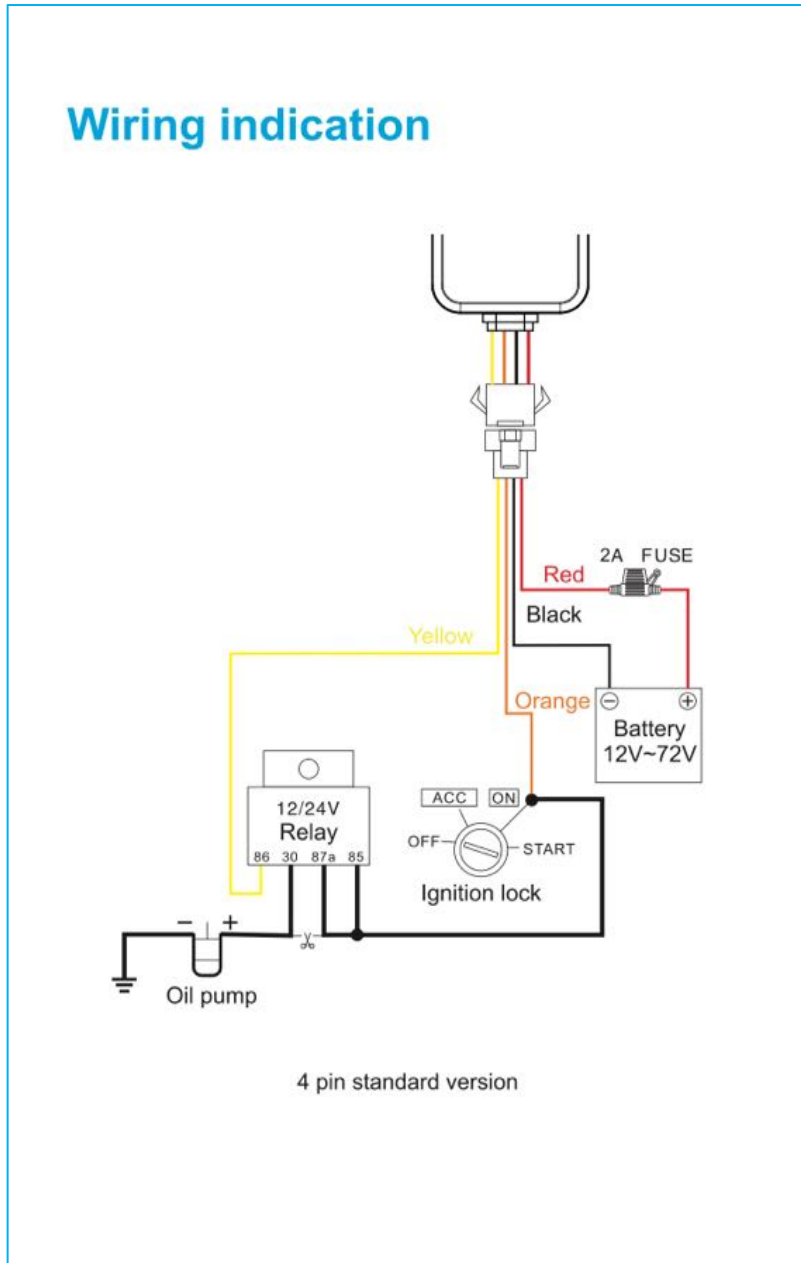 Wiring indication
2A FUSE
Red
Black
Yellow
Orange
Battery
12V~72V
12/24V
Relay
86 30 87a 85
ACC ON
OFF START
Ignition lock
- +
Oil pump
4 pin standard version